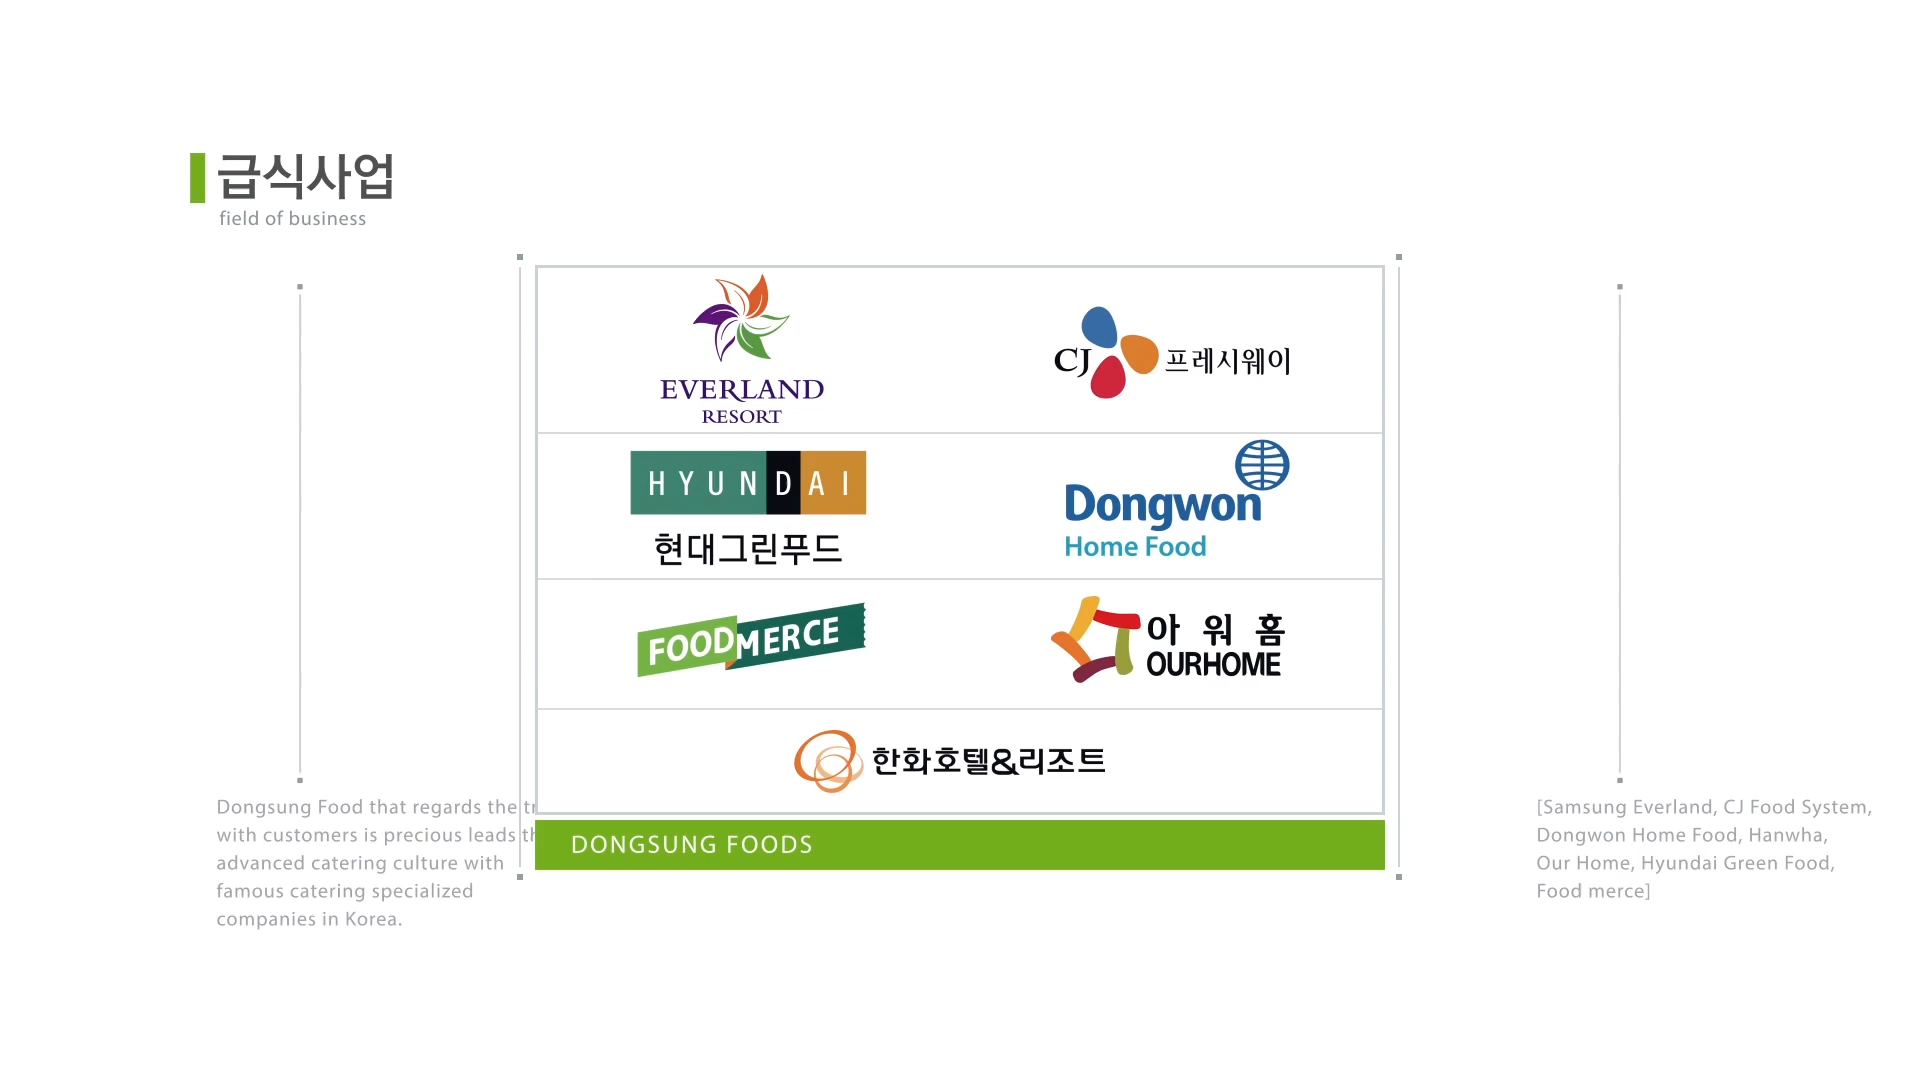 급식사업
field of business
EVERLAND
RESORT
CJ 프레시웨이
HYUNDAI
현대그린푸드
Dongwon
Home Food
FOODMERCE
아워홈
OURHOME
한화호텔&리조트
DONGSUNG FOODS
Dongsung Food that regards the
with customers is precious leads
advanced catering culture with
famous catering specialized
companies in Korea.
[Samsung Everland, CJ Food System,
Dongwon Home Food, Hanwha,
Our Home, Hyundai Green Food,
Food merce]